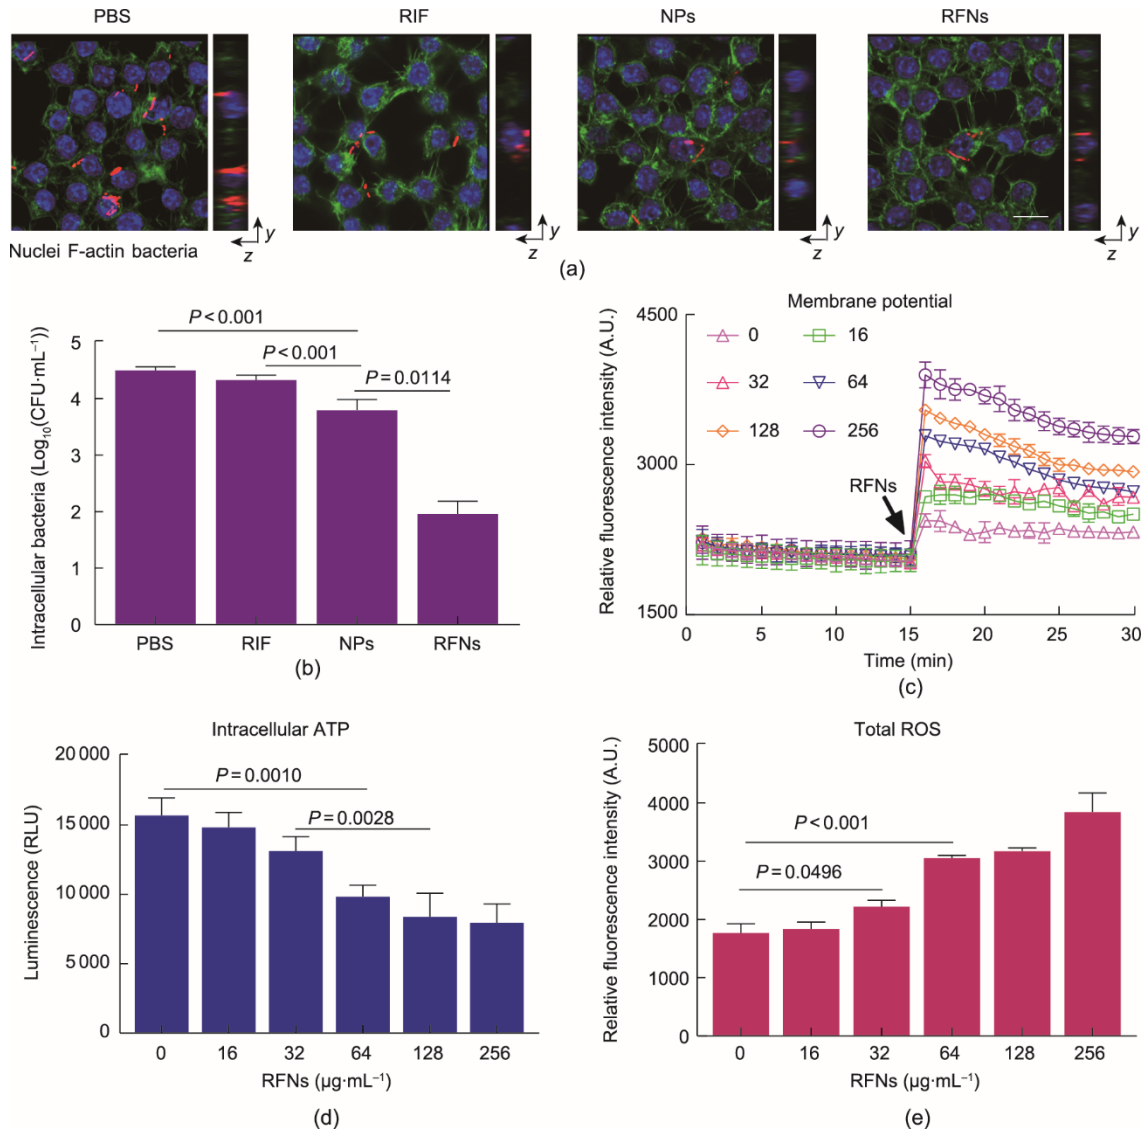 PBS RIF NPs RFNs
y y y y
Nuclei F-actin bacteria z z z z
(a)
Intracellular bacteria (Log10(CFU·mL−1))
P < 0.001
P < 0.001
P = 0.0114
5
4
3
2
1
0
PBS RIF NPs RFNs
(b)
Relative fluorescence intensity (A.U.)
Membrane potential
0 16
32 64
128 256
RFNs
4500
3000
1500
0 5 10 15 20 25 30
Time (min)
(c)
Intracellular ATP
Luminescence (RLU)
20 000
15 000
10 000
5 000
0
P = 0.0010
P = 0.0028
0 16 32 64 128 256
RFNs (µg·mL−1)
(d)
Total ROS
Relative fluorescence intensity (A.U.)
5000
4000
3000
2000
1000
0
P < 0.001
P = 0.0496
0 16 32 64 128 256
RFNs (µg·mL−1)
(e)